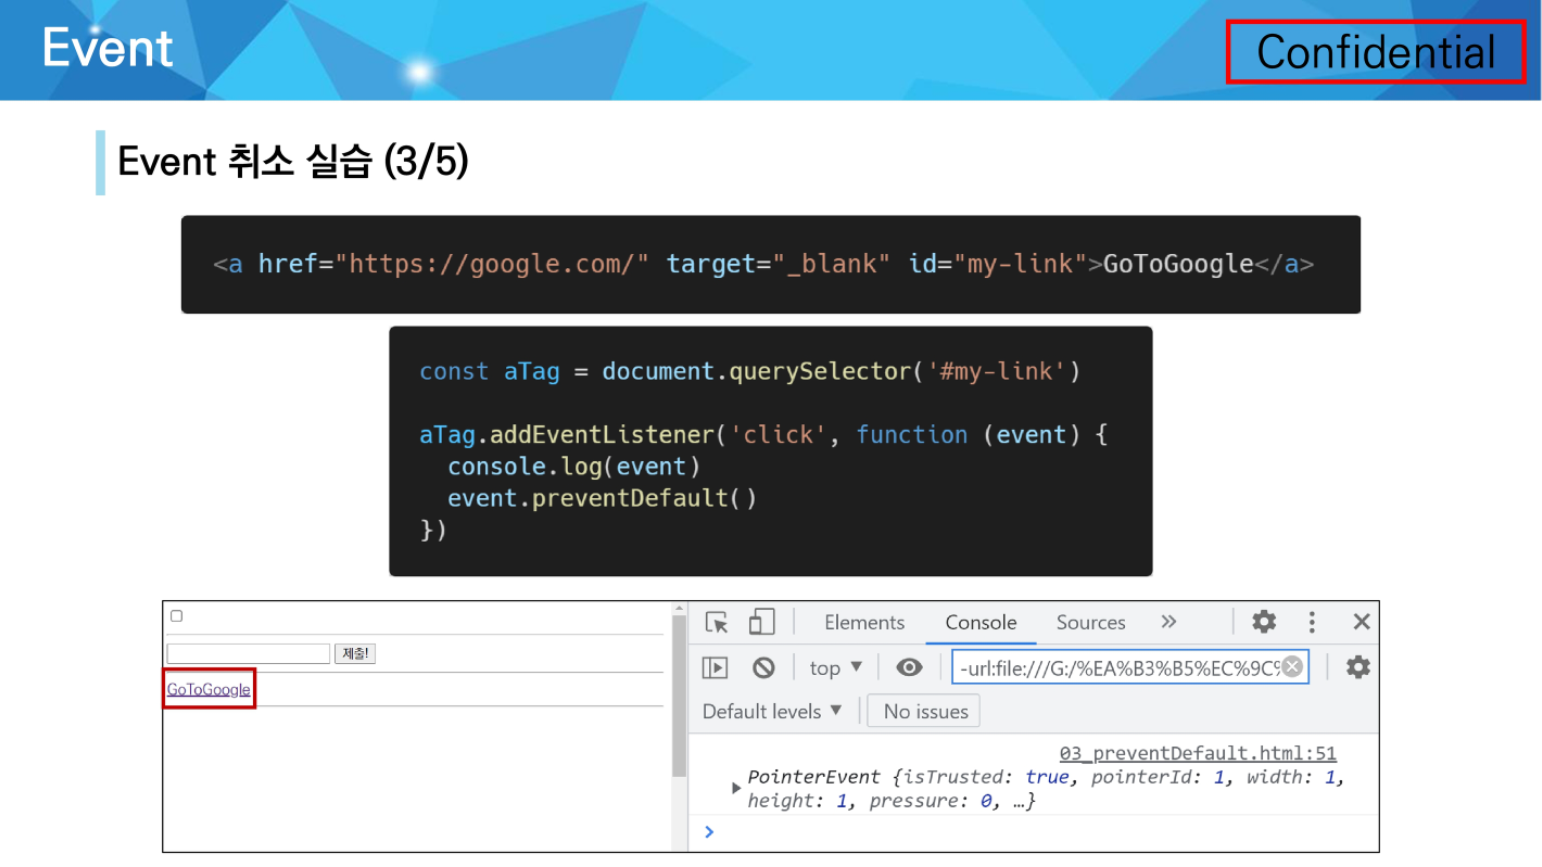 Event
Confidential
Event 취소 실습 (3/5)
<a href="https://google.com/" target="_blank" id="my-link">GoToGoogle</a>
const aTag = document.querySelector('#my-link')
aTag.addEventListener('click', function (event) {
  console.log(event)
  event.preventDefault()
})
제출!
GoToGoogle
Elements Console Sources »
top ▼ -url:file:///G:/%EA%B3%B5%EC%9C%
Default levels ▼ No issues
03_preventDefault.html:51
▶ PointerEvent {isTrusted: true, pointerId: 1, width: 1,
height: 1, pressure: 0, …}
>